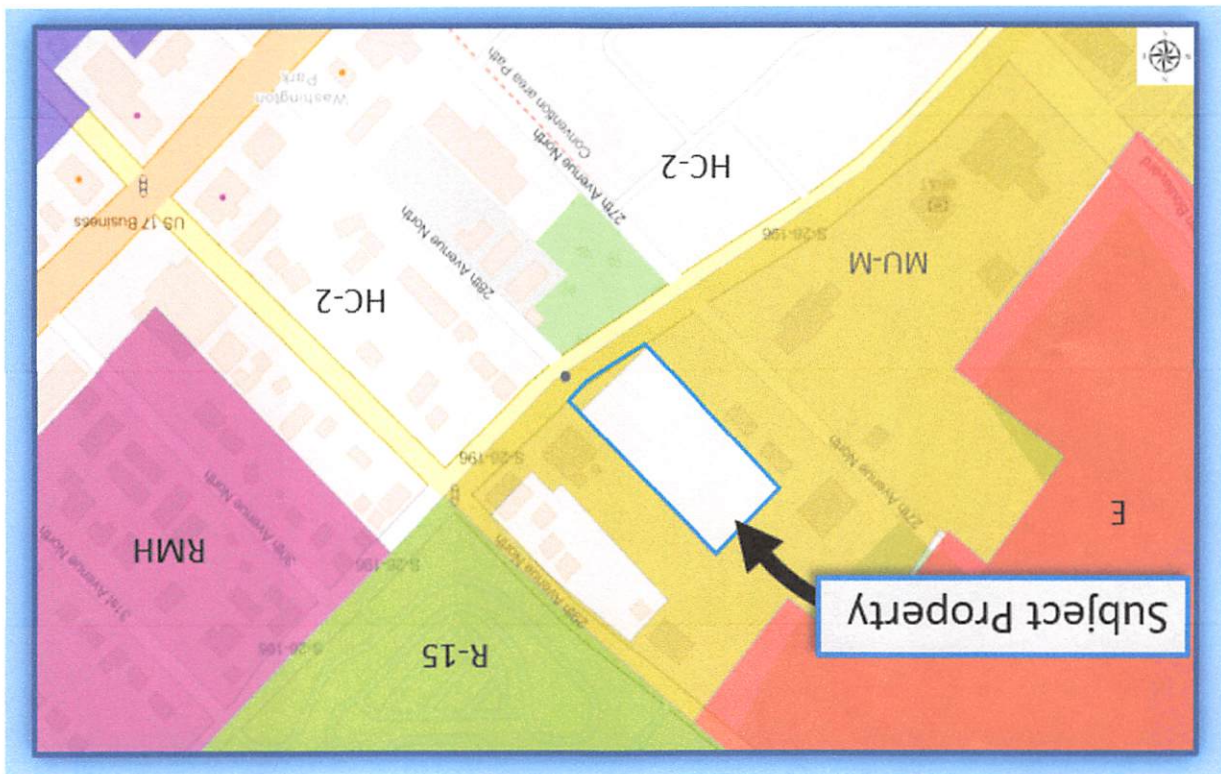 R-15
S-26-196
Subject Property
29th Avenue North
31st Avenue North
S-26-196
RMH
30th Avenue North
E
27th Avenue North
S-26-196
HC-2
MU-M
28th Avenue North
S-26-196
US 17 Business
27th Avenue North
HC-2
Convention area Path
Washington
Park